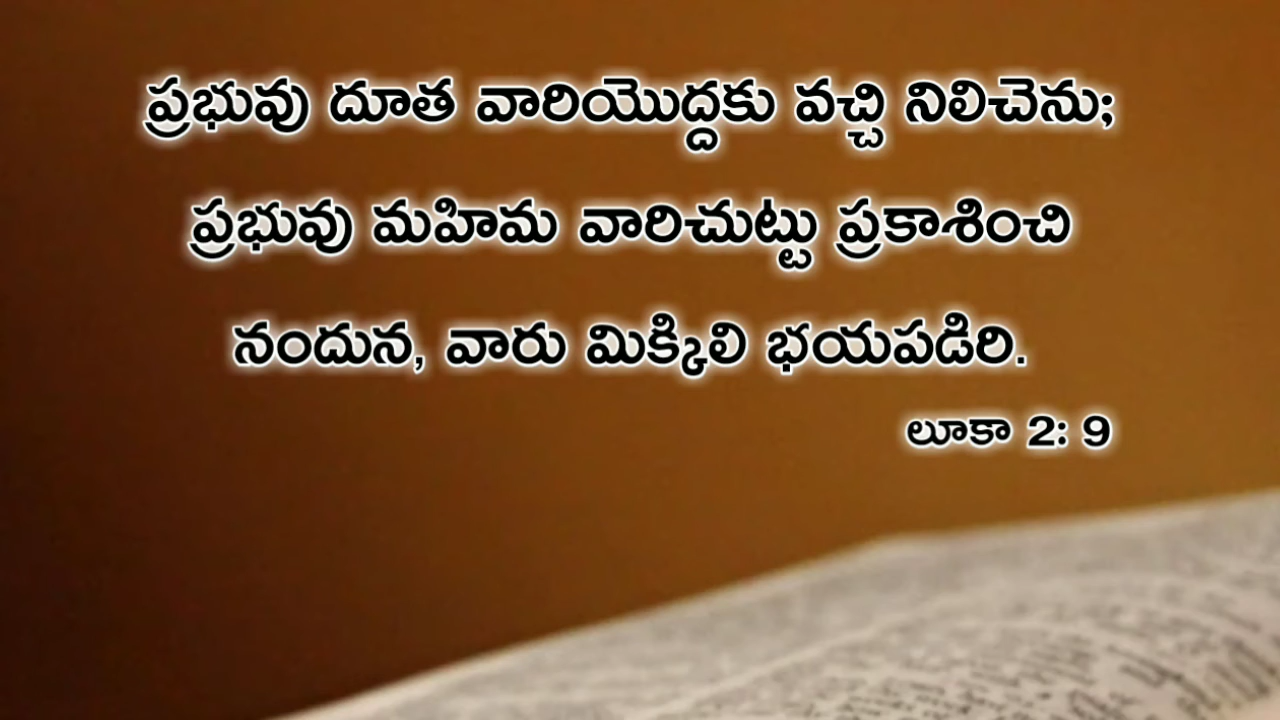 ప్రభువు దూత వారియొద్దకు వచ్చి నిలిచెను;
ప్రభువు మహిమ వారిచుట్టు ప్రకాశించి
నందున, వారు మిక్కిలి భయపడిరి.
లూకా 2: 9